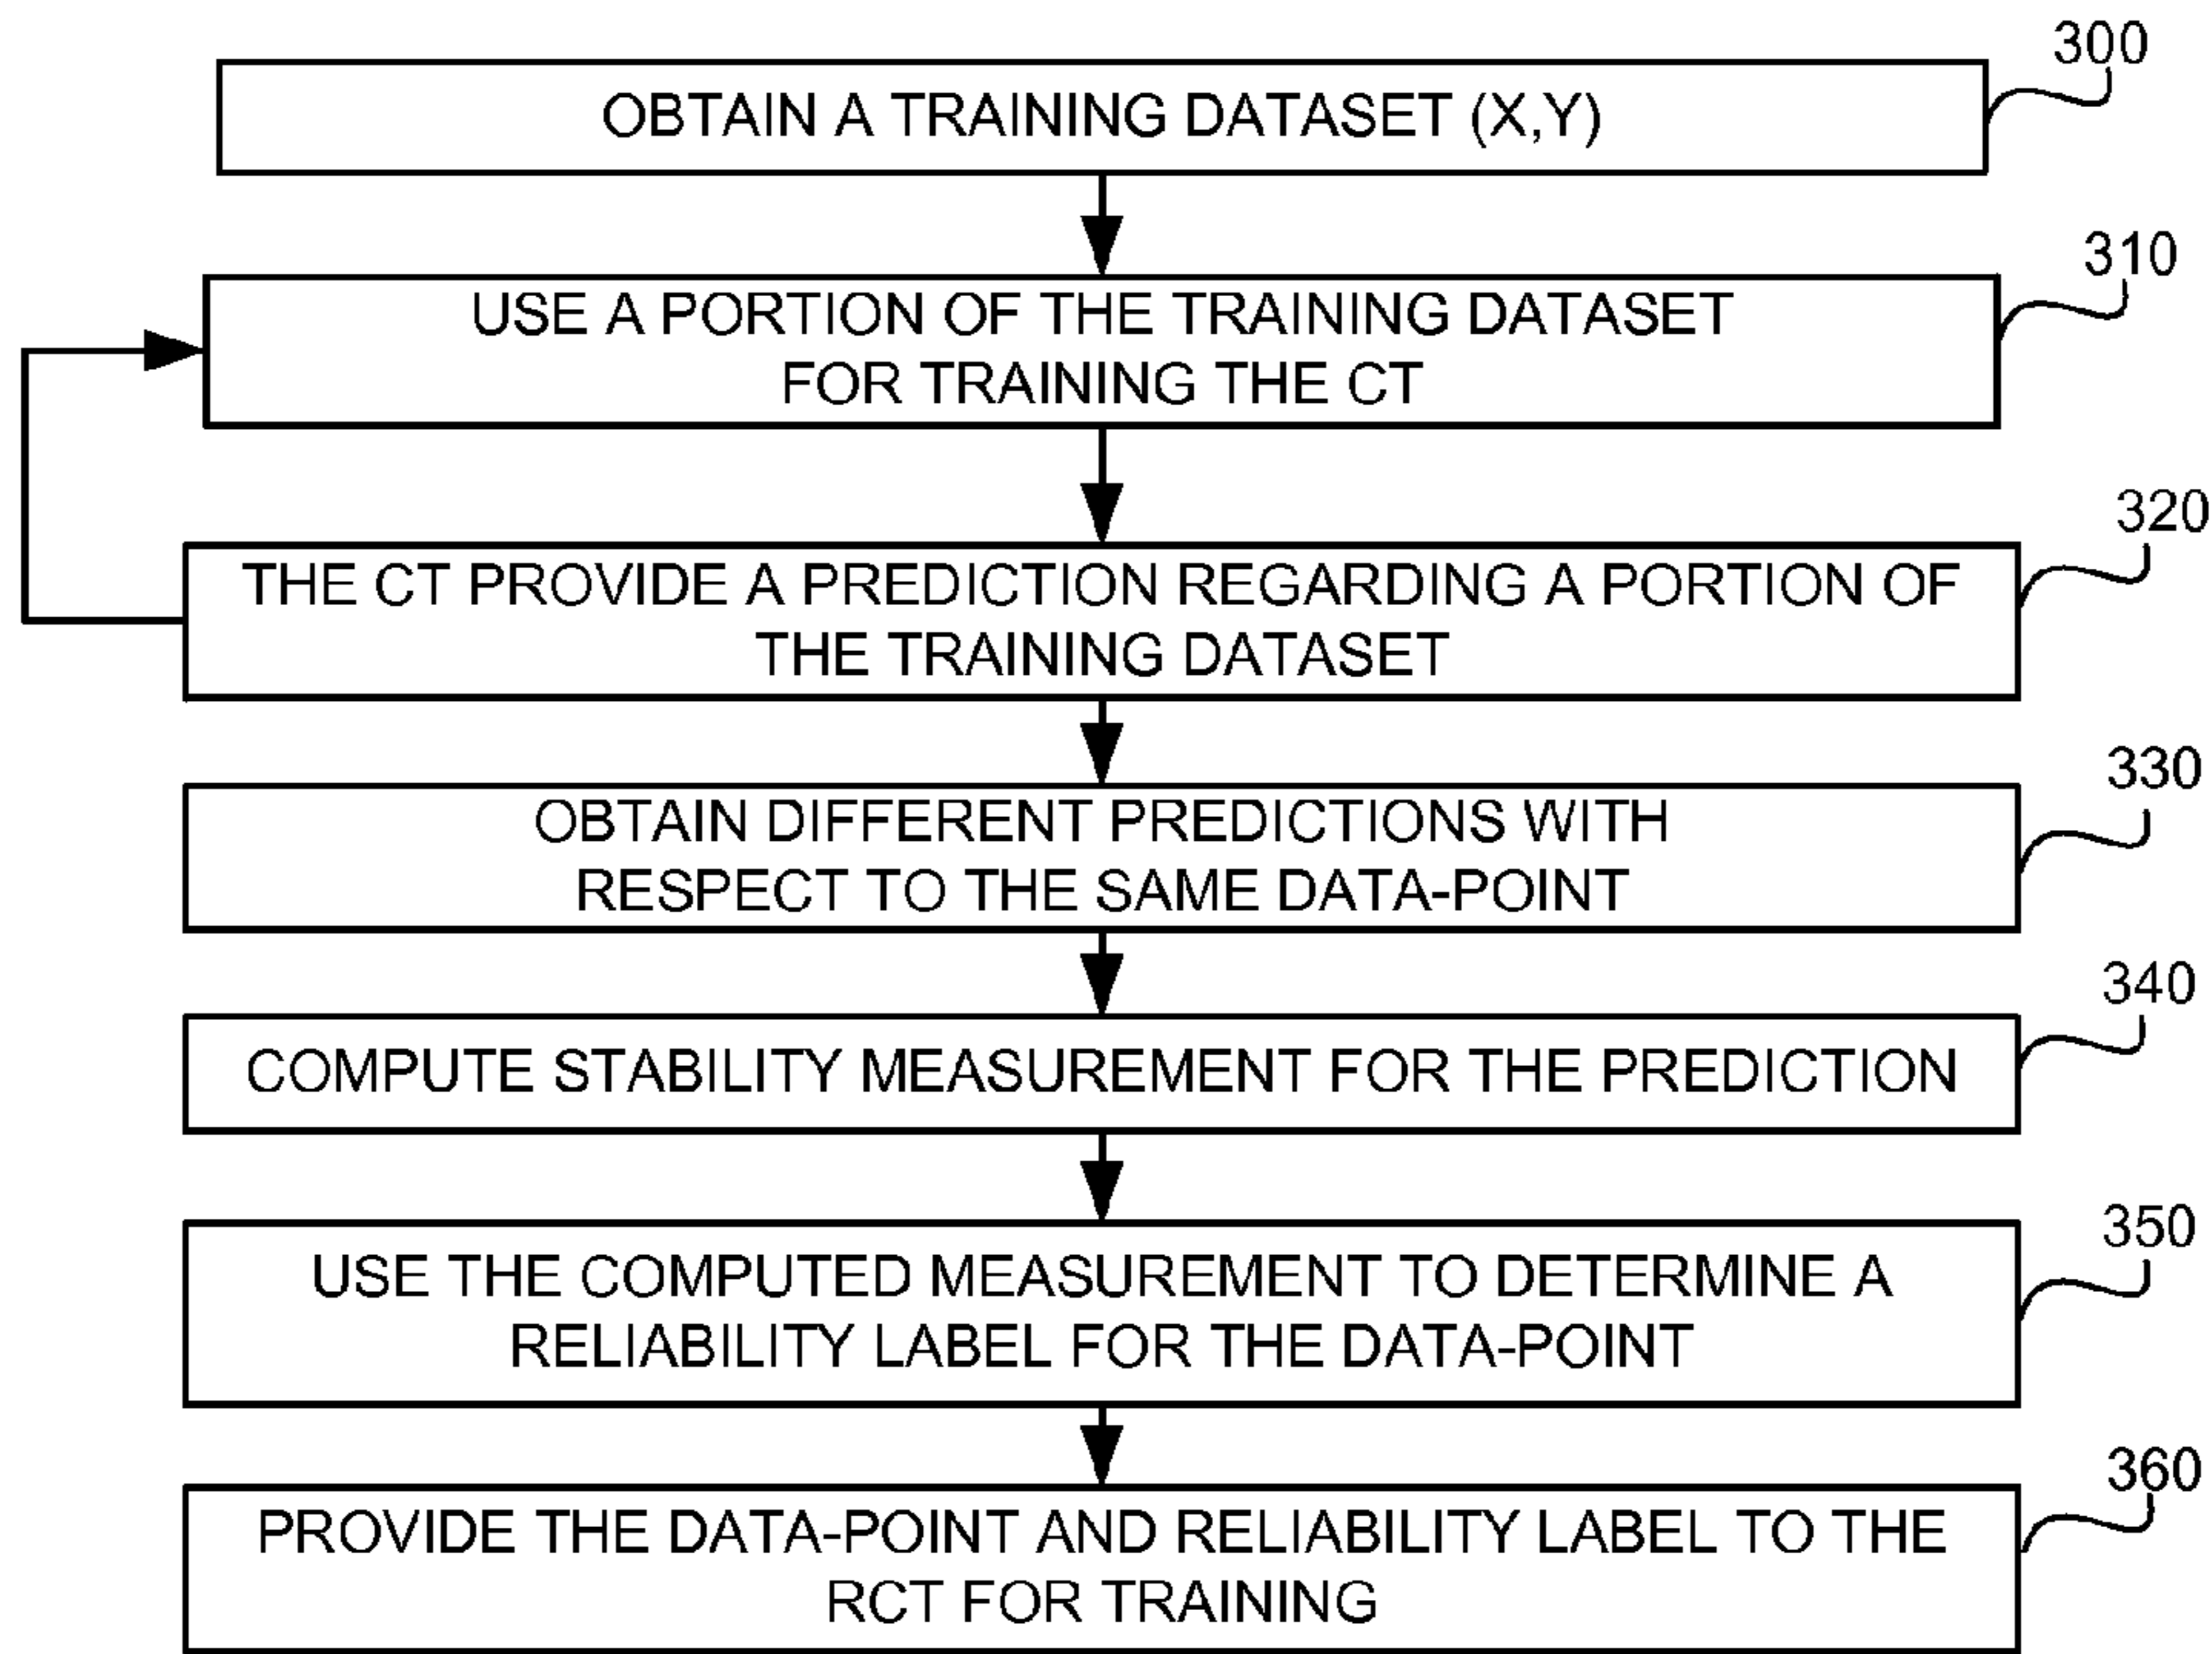 300
OBTAIN A TRAINING DATASET (X,Y)
310
USE A PORTION OF THE TRAINING DATASET
FOR TRAINING THE CT
320
THE CT PROVIDE A PREDICTION REGARDING A PORTION OF
THE TRAINING DATASET
330
OBTAIN DIFFERENT PREDICTIONS WITH
RESPECT TO THE SAME DATA-POINT
340
COMPUTE STABILITY MEASUREMENT FOR THE PREDICTION
350
USE THE COMPUTED MEASUREMENT TO DETERMINE A
RELIABILITY LABEL FOR THE DATA-POINT
360
PROVIDE THE DATA-POINT AND RELIABILITY LABEL TO THE
RCT FOR TRAINING